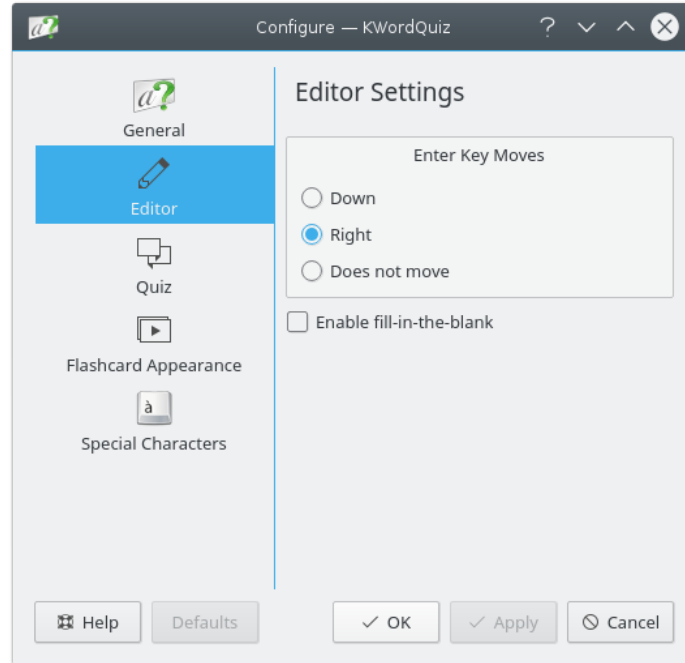 Configure — KWordQuiz
General
Editor
Quiz
Flashcard Appearance
Special Characters
Editor Settings
Enter Key Moves
Down
Right
Does not move
Enable fill-in-the-blank
Help
Defaults
OK
Apply
Cancel